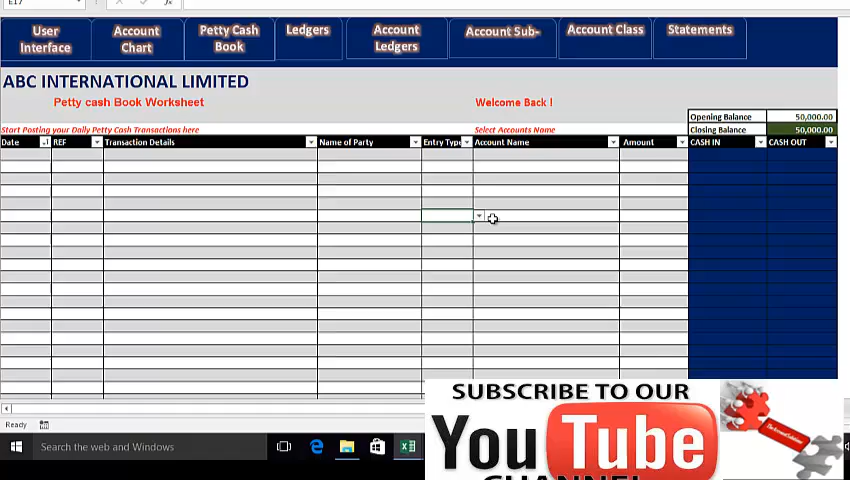 E17
User Interface
Account Chart
Petty Cash Book
Ledgers
Account Ledgers
Account Sub-
Account Class
Statements
ABC INTERNATIONAL LIMITED
Petty cash Book Worksheet
Welcome Back !
Opening Balance 50,000.00
Start Posting your Daily Petty Cash Transactions here
Select Accounts Name
Closing Balance 50,000.00
Date REF Transaction Details Name of Party Entry Type Account Name Amount CASH IN CASH OUT
Ready
SUBSCRIBE TO OUR
YouTube
CHANNEL
Search the web and Windows